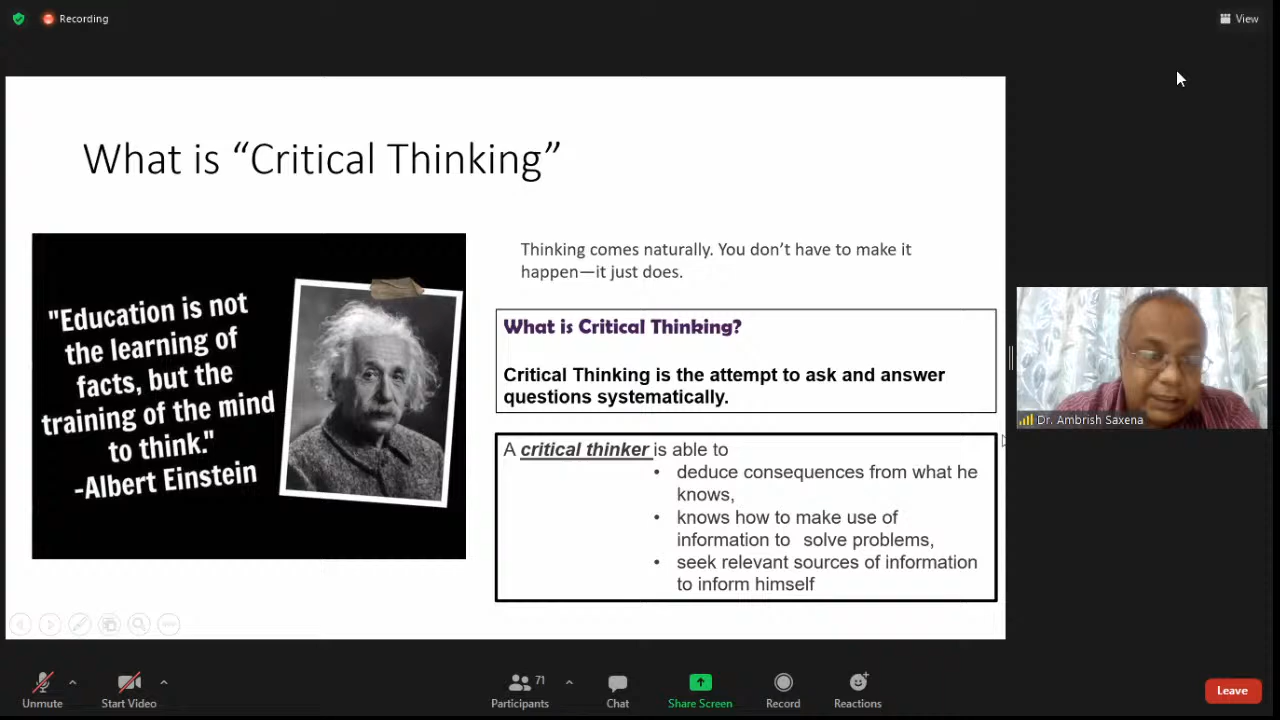 Recording
View
What is “Critical Thinking”
"Education is not
the learning of
facts, but the
training of the mind
to think."
-Albert Einstein
Thinking comes naturally. You don’t have to make it
happen—it just does.
What is Critical Thinking?
Critical Thinking is the attempt to ask and answer
questions systematically.
A critical thinker is able to
• deduce consequences from what he
knows,
• knows how to make use of
information to solve problems,
• seek relevant sources of information
to inform himself
Dr. Ambrish Saxena
Unmute
Start Video
Participants
71
Chat
Share Screen
Record
Reactions
Leave